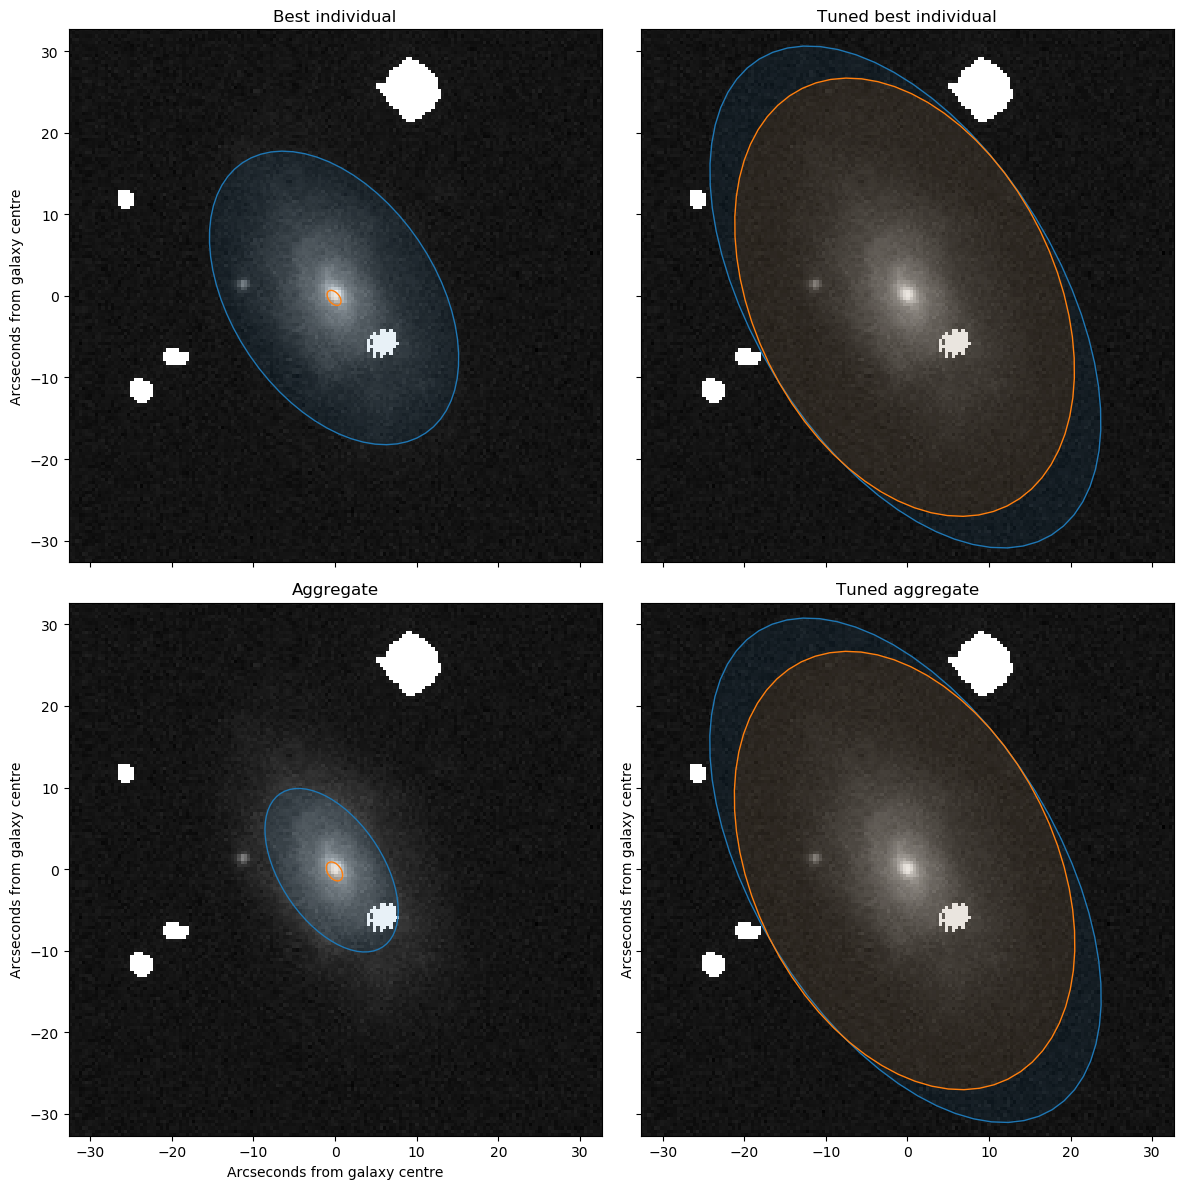 Best individual
Tuned best individual
30
20
10
0
−10
−20
−30
Arcseconds from galaxy centre
Aggregate
Tuned aggregate
30
20
10
0
−10
−20
−30
Arcseconds from galaxy centre
Arcseconds from galaxy centre
−30 −20 −10 0 10 20 30
−30 −20 −10 0 10 20 30
Arcseconds from galaxy centre